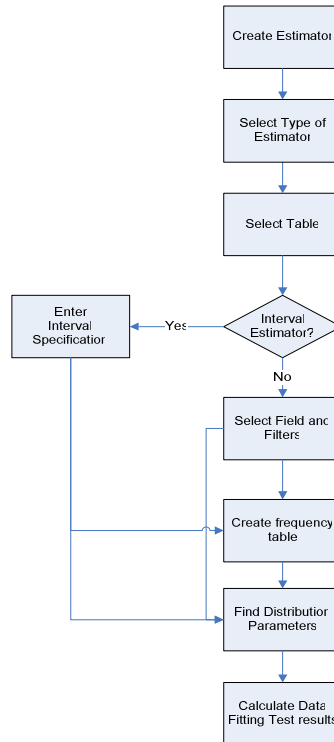 Create Estimator
Select Type of
Estimator
Select Table
Interval
Estimator?
Yes
Enter
Interval
Specification
No
Select Field and
Filters
Create frequency
table
Find Distribution
Parameters
Calculate Data
Fitting Test results